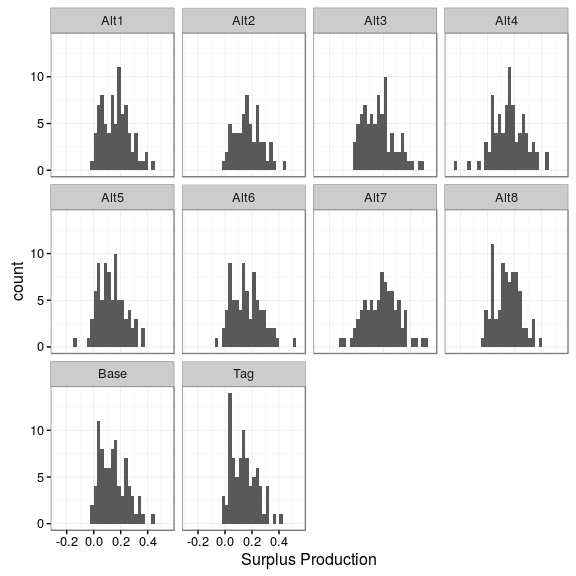 Alt1 Alt2 Alt3 Alt4
10
5
0
Alt5 Alt6 Alt7 Alt8
10
5
0
count
Base Tag
10
5
0
-0.2 0.0 0.2 0.4 -0.2 0.0 0.2 0.4
Surplus Production